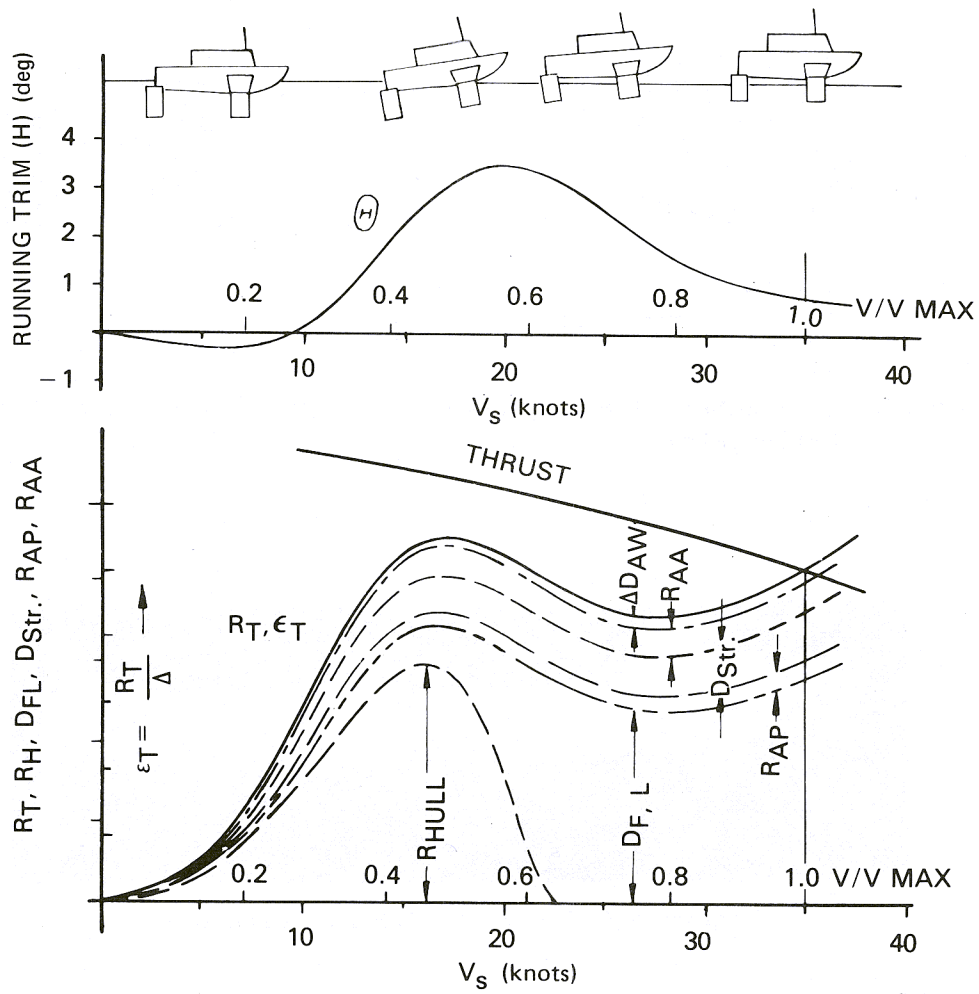 RUNNING TRIM (H) (deg)
4
3
2
1
– 1
H
0.2
0.4
0.6
0.8
1.0
V/V MAX
10
20
30
40
VS (knots)
RT, RH, DFL, DStr., RAP, RAA
εT = RT/Δ
THRUST
RT, ϵT
ΔDAW
RAA
DStr.
RAP
RHULL
DF, L
0.2
0.4
0.6
0.8
1.0 V/V MAX
10
20
30
40
VS (knots)